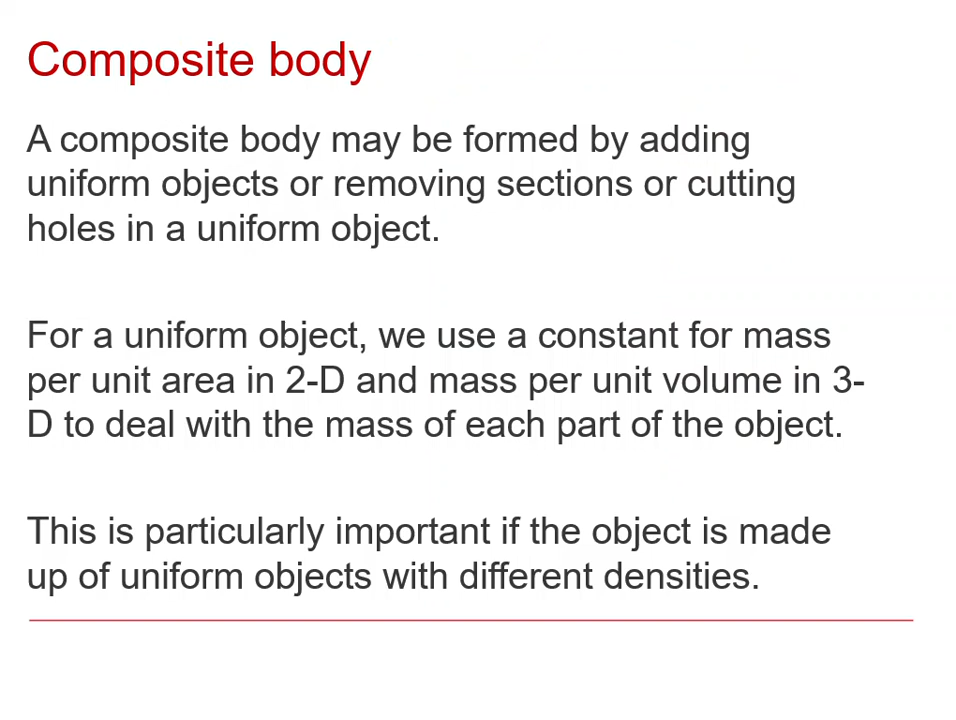 Composite body
A composite body may be formed by adding
uniform objects or removing sections or cutting
holes in a uniform object.
For a uniform object, we use a constant for mass
per unit area in 2-D and mass per unit volume in 3-
D to deal with the mass of each part of the object.
This is particularly important if the object is made
up of uniform objects with different densities.